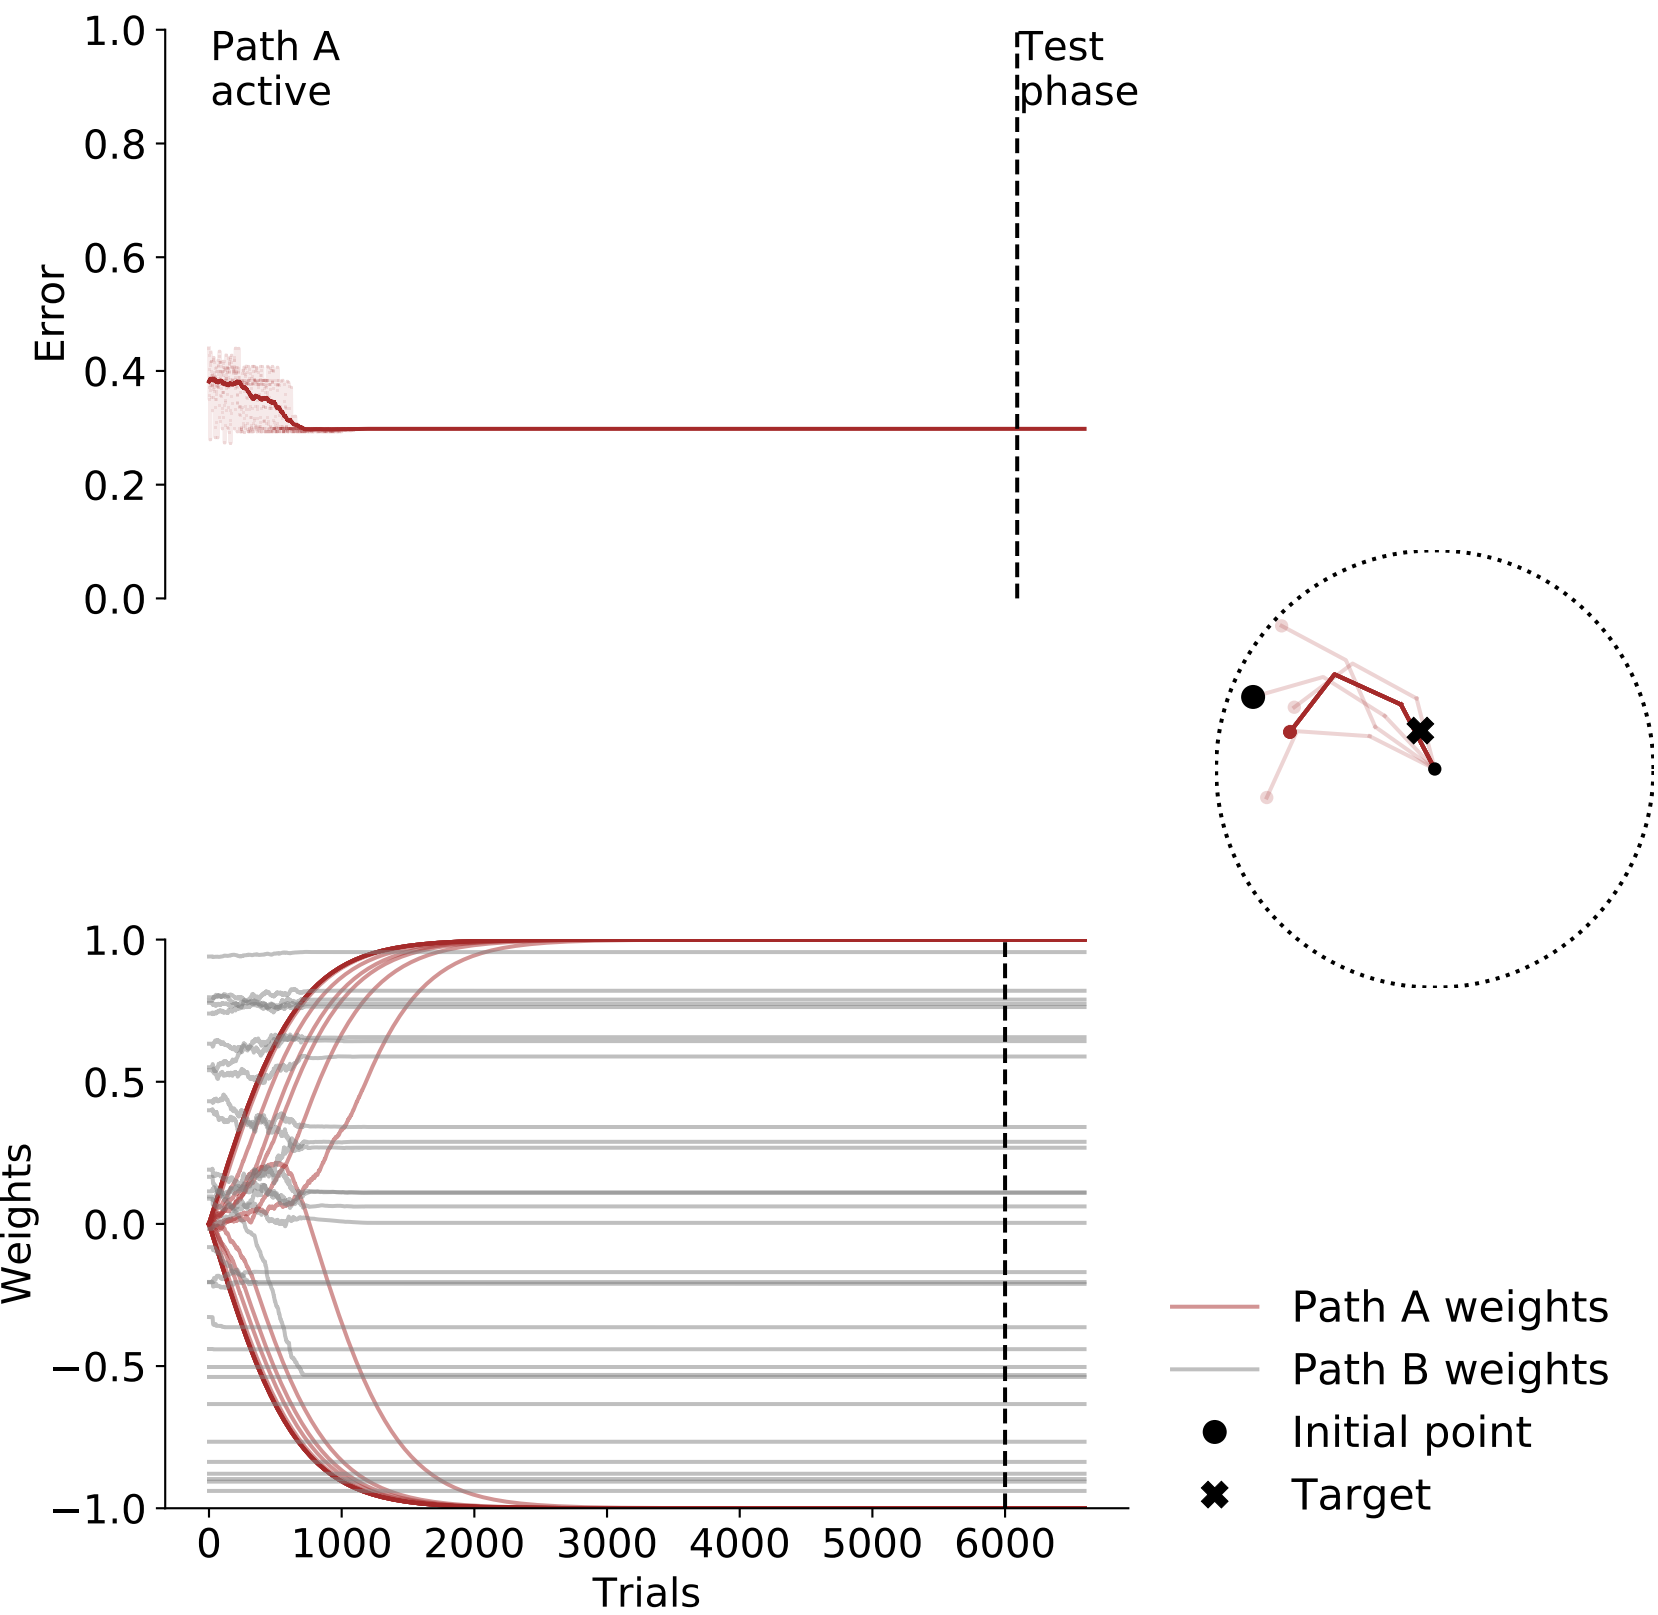 1.0
Path A
active
Test
phase
0.8
0.6
Error
0.4
0.2
0.0
1.0
0.5
Weights
0.0
−0.5
−1.0
0 1000 2000 3000 4000 5000 6000
Trials
Path A weights
Path B weights
Initial point
Target